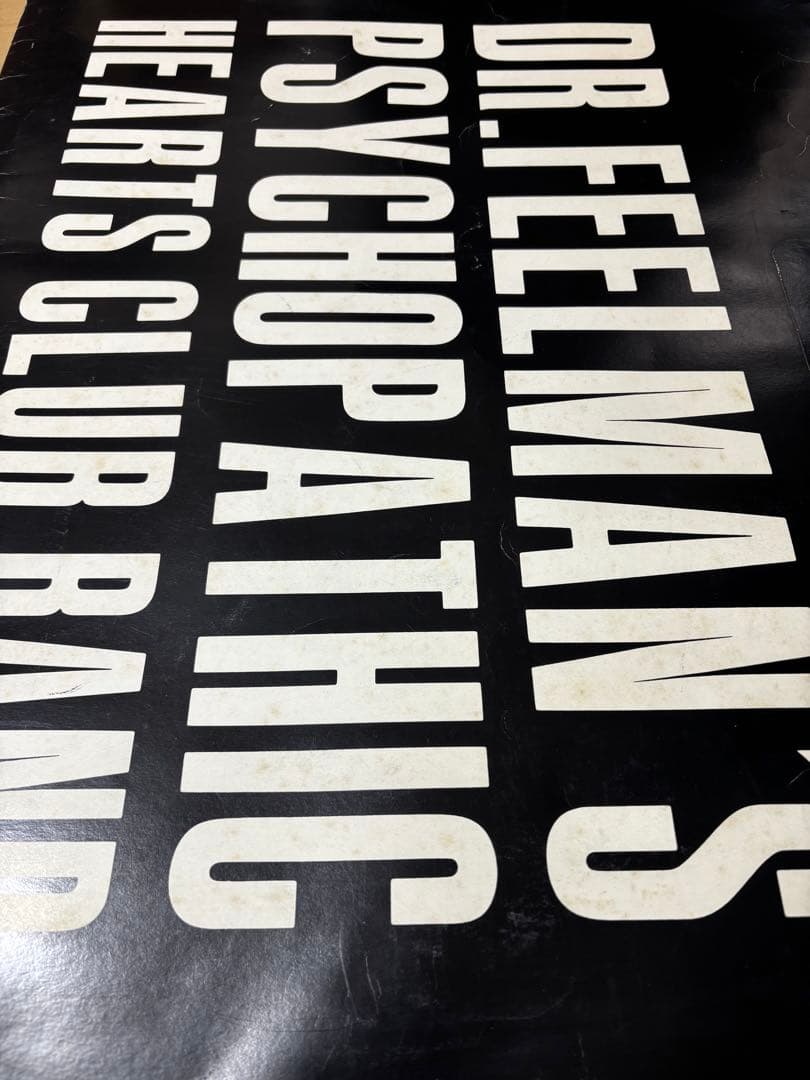 DR.FEELMAN'S
PSYCHOPATHIC
HEARTS CLUB BAND